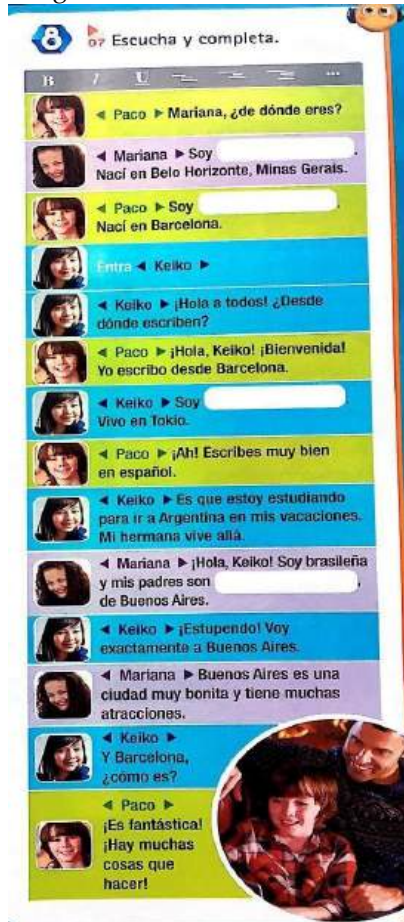 8 07 Escucha y completa.
B I U ...
◄ Paco ► Mariana, ¿de dónde eres?
◄ Mariana ► Soy .
Nací en Belo Horizonte, Minas Gerais.
◄ Paco ► Soy .
Nací en Barcelona.
Entra ◄ Keiko ►
◄ Keiko ► ¡Hola a todos! ¿Desde
dónde escriben?
◄ Paco ► ¡Hola, Keiko! ¡Bienvenida!
Yo escribo desde Barcelona.
◄ Keiko ► Soy .
Vivo en Tokio.
◄ Paco ► ¡Ah! Escribes muy bien
en español.
◄ Keiko ► Es que estoy estudiando
para ir a Argentina en mis vacaciones.
Mi hermana vive allá.
◄ Mariana ► ¡Hola, Keiko! Soy brasileña
y mis padres son ,
de Buenos Aires.
◄ Keiko ► ¡Estupendo! Voy
exactamente a Buenos Aires.
◄ Mariana ► Buenos Aires es una
ciudad muy bonita y tiene muchas
atracciones.
◄ Keiko ►
Y Barcelona,
¿cómo es?
◄ Paco ►
¡Es fantástica!
¡Hay muchas
cosas que
hacer!